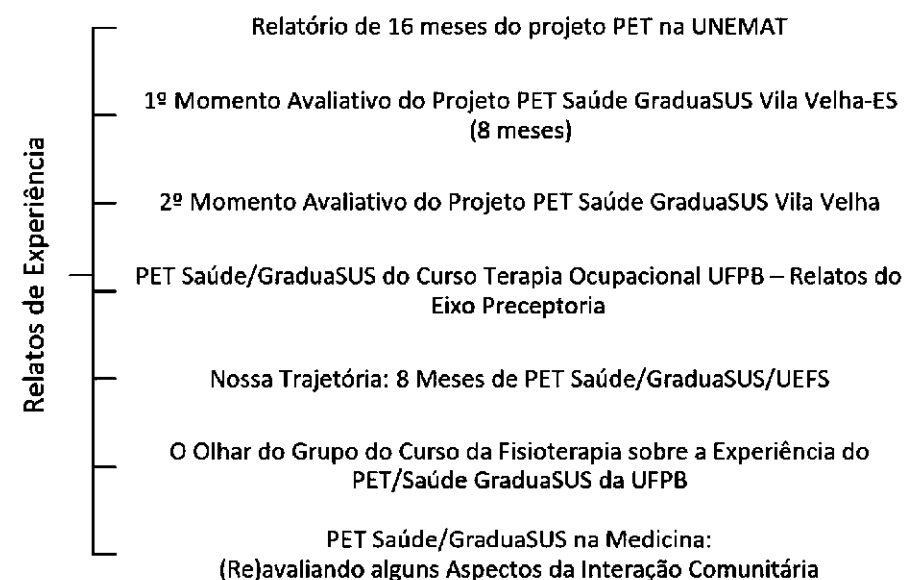 Relatos de Experiência
Relatório de 16 meses do projeto PET na UNEMAT
1º Momento Avaliativo do Projeto PET Saúde GraduaSUS Vila Velha-ES
(8 meses)
2º Momento Avaliativo do Projeto PET Saúde GraduaSUS Vila Velha
PET Saúde/GraduaSUS do Curso Terapia Ocupacional UFPB – Relatos do
Eixo Preceptoria
Nossa Trajetória: 8 Meses de PET Saúde/GraduaSUS/UEFS
O Olhar do Grupo do Curso da Fisioterapia sobre a Experiência do
PET/Saúde GraduaSUS da UFPB
PET Saúde/GraduaSUS na Medicina:
(Re)avaliando alguns Aspectos da Interação Comunitária